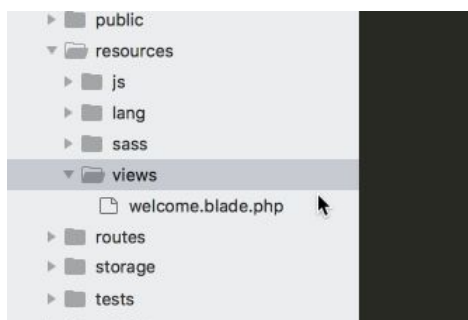 public
resources
js
lang
sass
views
welcome.blade.php
routes
storage
tests